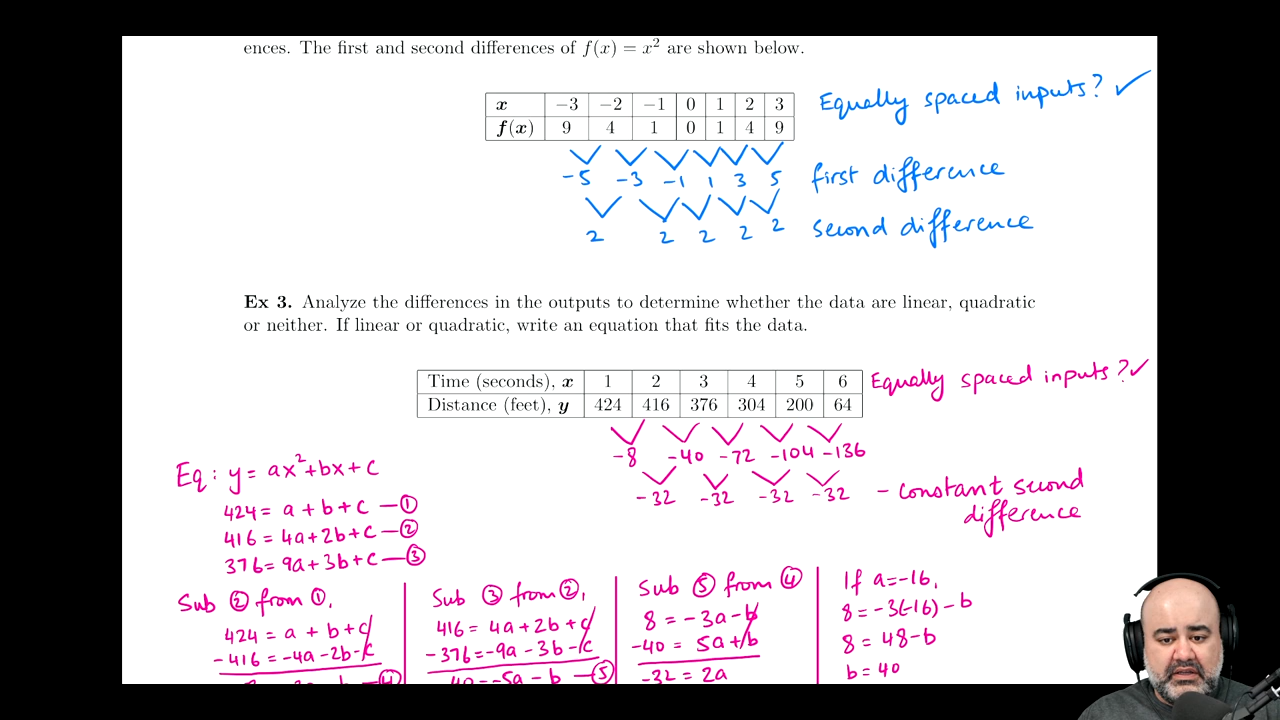 ences. The first and second differences of f(x) = x² are shown below.
x −3 −2 −1 0 1 2 3
f(x) 9 4 1 0 1 4 9
Equally spaced inputs? ✓
-5 -3 -1 1 3 5 first difference
2 2 2 2 2 second difference
Ex 3. Analyze the differences in the outputs to determine whether the data are linear, quadratic
or neither. If linear or quadratic, write an equation that fits the data.
Time (seconds), x 1 2 3 4 5 6
Distance (feet), y 424 416 376 304 200 64
Equally spaced inputs? ✓
-8 -40 -72 -104 -136
-32 -32 -32 -32 - constant second
difference
Eq: y = ax²+bx+c
424 = a + b + c — ①
416 = 4a+2b+c — ②
376 = 9a+3b+c — ③
Sub ② from ①,
424 = a + b + c
-416 = -4a -2b -c
Sub ③ from ②,
416 = 4a+2b+c
-376 = -9a -3b -c
40 = -5a - b — ⑤
Sub ⑤ from ④
8 = -3a - b
-40 = 5a + b
-32 = 2a
If a=-16,
8 = -3(-16) - b
8 = 48 - b
b = 40